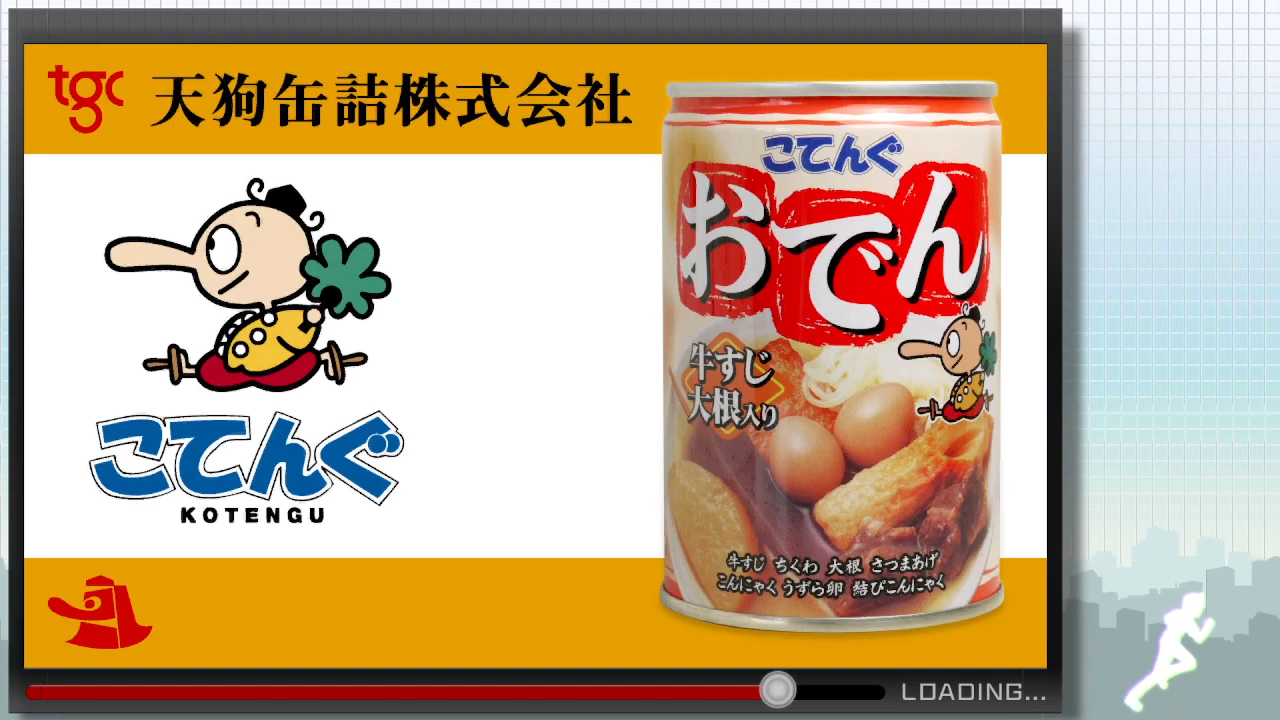 tgc 天狗缶詰株式会社
こてんぐ
KOTENGU
こてんぐ
おでん
牛すじ
大根入り
牛すじ ちくわ 大根 さつまあげ
こんにゃく うずら卵 結びこんにゃく
LOADING...